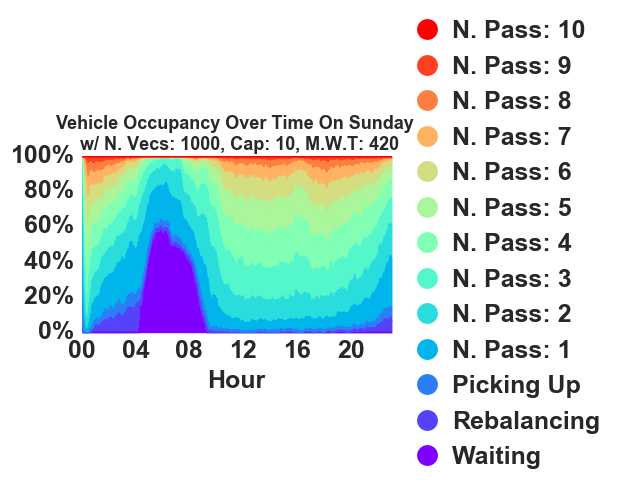 Vehicle Occupancy Over Time On Sunday
w/ N. Vecs: 1000, Cap: 10, M.W.T: 420
100%
80%
60%
40%
20%
0%
00 04 08 12 16 20
Hour
N. Pass: 10
N. Pass: 9
N. Pass: 8
N. Pass: 7
N. Pass: 6
N. Pass: 5
N. Pass: 4
N. Pass: 3
N. Pass: 2
N. Pass: 1
Picking Up
Rebalancing
Waiting